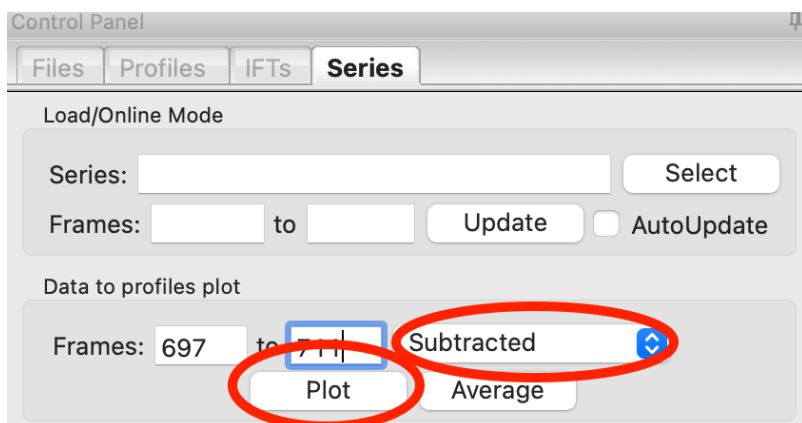 Control Panel
Files Profiles IFTs Series
Load/Online Mode
Series: Select
Frames: to Update AutoUpdate
Data to profiles plot
Frames: 697 to 711 Subtracted
Plot Average